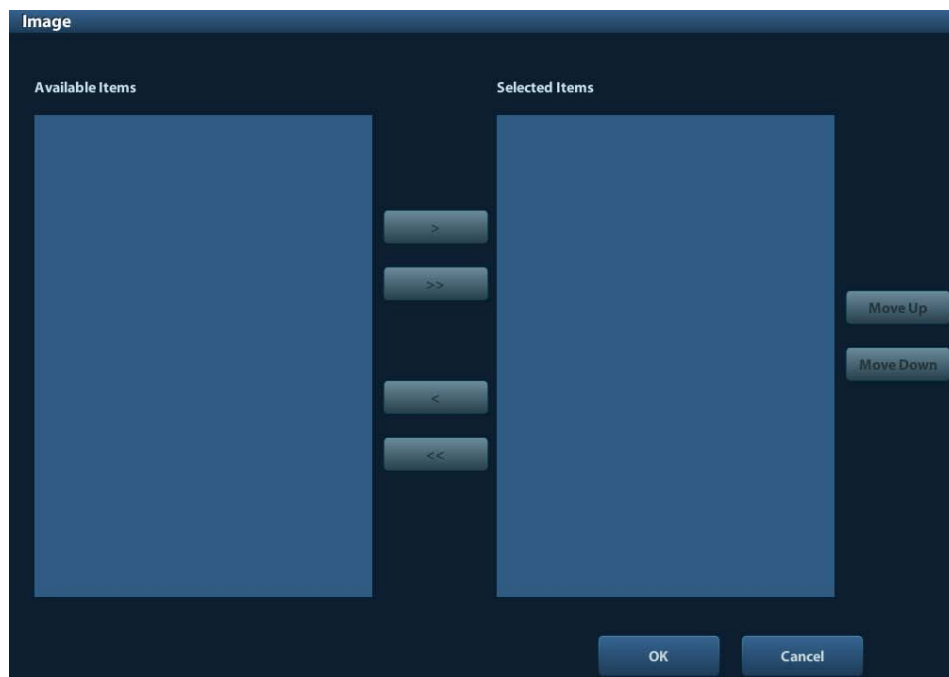 Image
Available Items
Selected Items
>
>>
Move Up
Move Down
<
<<
OK
Cancel